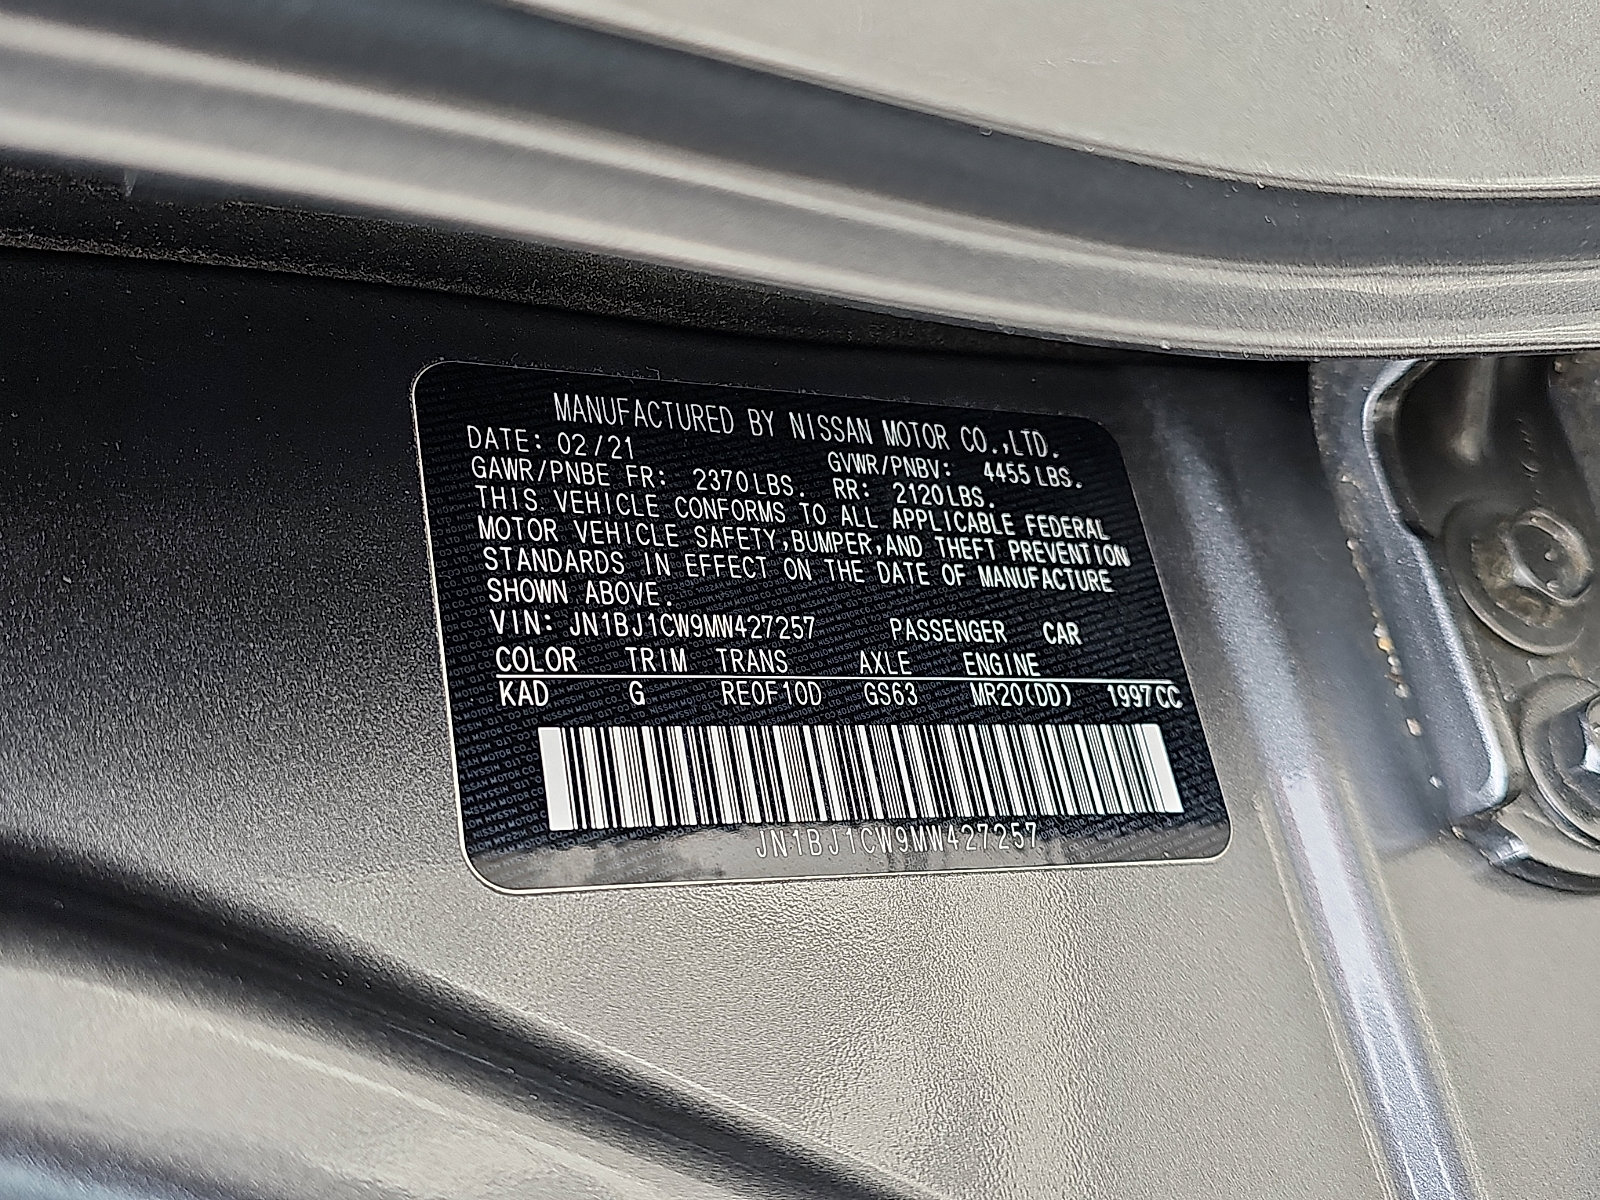 MANUFACTURED BY NISSAN MOTOR CO.,LTD.
DATE: 02/21 GVWR/PNBV: 4455 LBS.
GAWR/PNBE FR: 2370LBS. RR: 2120LBS.
THIS VEHICLE CONFORMS TO ALL APPLICABLE FEDERAL
MOTOR VEHICLE SAFETY,BUMPER,AND THEFT PREVENTION
STANDARDS IN EFFECT ON THE DATE OF MANUFACTURE
SHOWN ABOVE.
VIN: JN1BJ1CW9MW427257 PASSENGER CAR
COLOR TRIM TRANS AXLE ENGINE
KAD G RE0F10D GS63 MR20(DD) 1997CC
JN1BJ1CW9MW427257